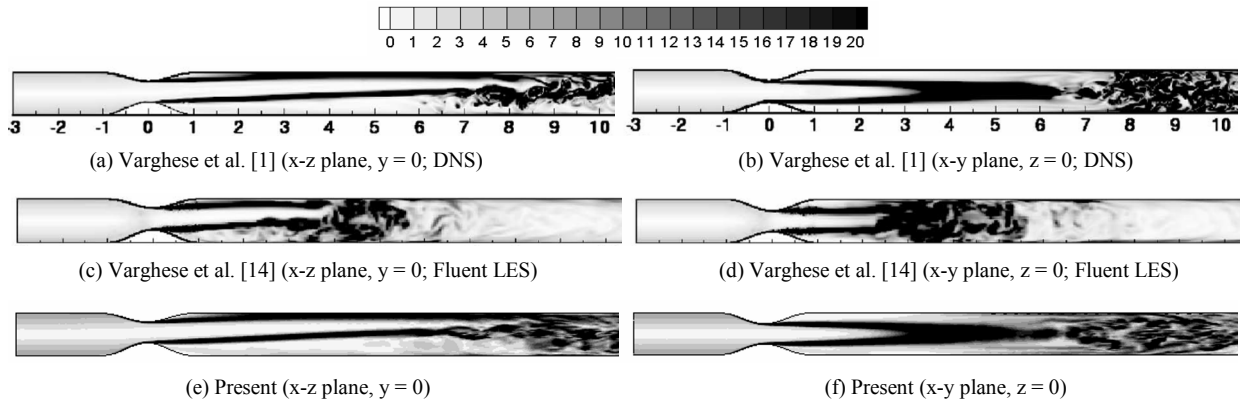 0 1 2 3 4 5 6 7 8 9 10 11 12 13 14 15 16 17 18 19 20
-3 -2 -1 0 1 2 3 4 5 6 7 8 9 10
-3 -2 -1 0 1 2 3 4 5 6 7 8 9 10
(a) Varghese et al. [1] (x-z plane, y = 0; DNS)
(b) Varghese et al. [1] (x-y plane, z = 0; DNS)
(c) Varghese et al. [14] (x-z plane, y = 0; Fluent LES)
(d) Varghese et al. [14] (x-y plane, z = 0; Fluent LES)
(e) Present (x-z plane, y = 0)
(f) Present (x-y plane, z = 0)